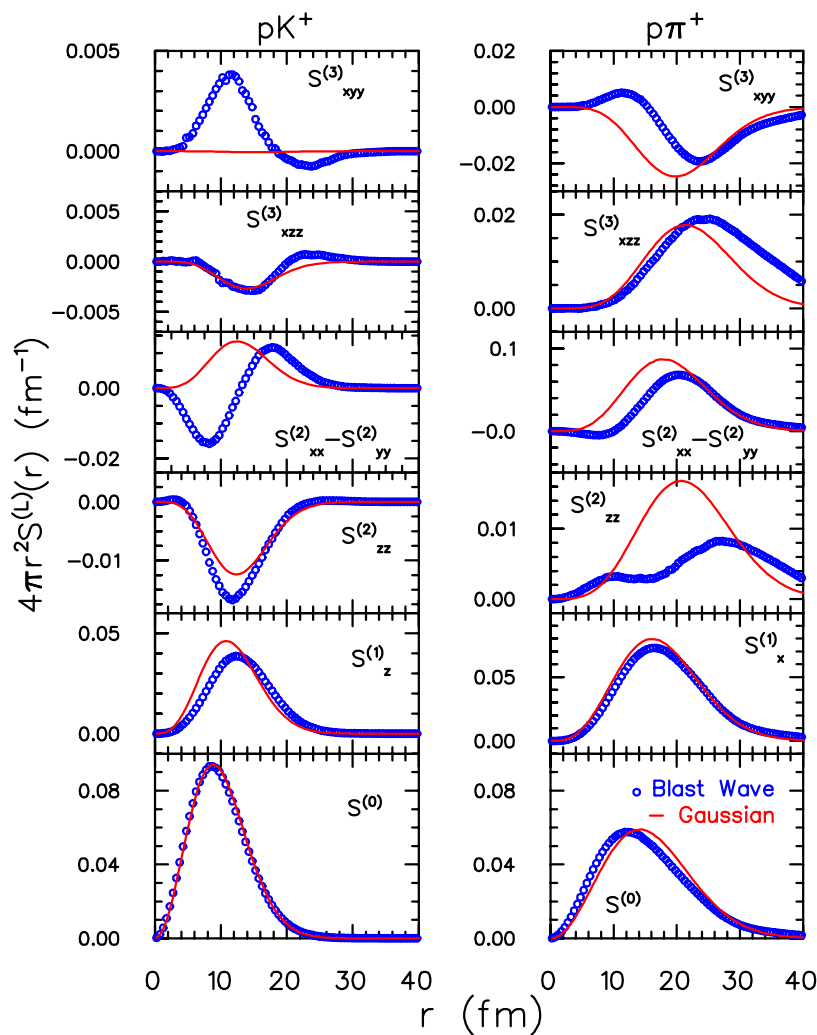 pK⁺ pπ⁺
0.005
0.000
S⁽³⁾xyy
0.005
0.000
−0.005
S⁽³⁾xzz
0.00
−0.02
S⁽²⁾xx−S⁽²⁾yy
0.00
−0.01
S⁽²⁾zz
0.05
0.00
S⁽¹⁾z
0.08
0.04
0.00
S⁽⁰⁾
0 10 20 30 40
0.02
0.00
−0.02
S⁽³⁾xyy
0.02
0.00
S⁽³⁾xzz
0.1
−0.0
S⁽²⁾xx−S⁽²⁾yy
0.01
0.00
S⁽²⁾zz
0.05
0.00
S⁽¹⁾x
0.08
0.04
0.00
Blast Wave
Gaussian
S⁽⁰⁾
0 10 20 30 40
4πr²S⁽ᴸ⁾(r) (fm⁻¹)
r (fm)